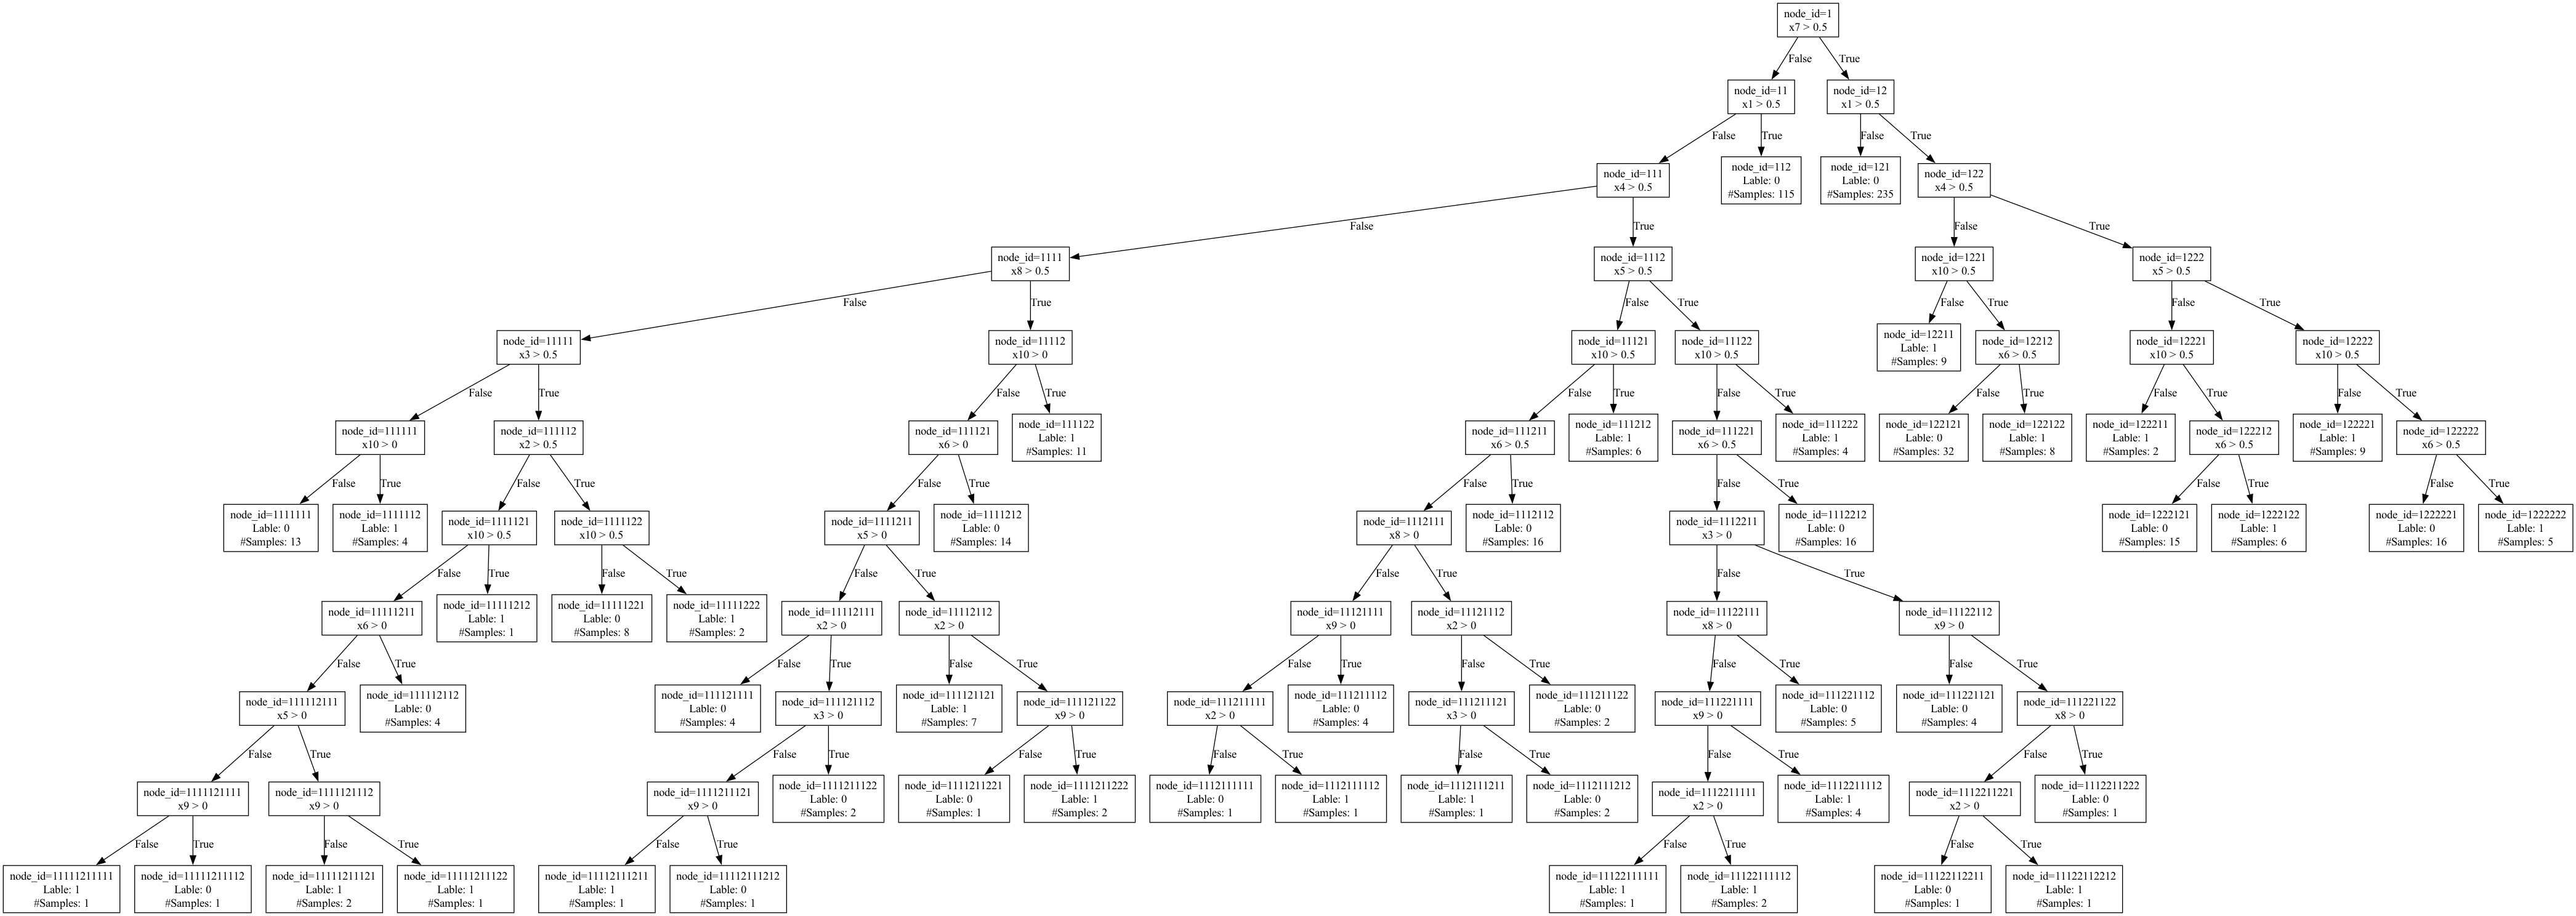 node_id=1
x7 > 0.5
False
True
node_id=11
x1 > 0.5
node_id=12
x1 > 0.5
False
True
False
True
node_id=111
x4 > 0.5
node_id=112
Lable: 0
#Samples: 115
node_id=121
Lable: 0
#Samples: 235
node_id=122
x4 > 0.5
False
True
False
True
node_id=1111
x8 > 0.5
node_id=1112
x5 > 0.5
node_id=1221
x10 > 0.5
node_id=1222
x5 > 0.5
False
True
False
True
False
True
False
True
node_id=11111
x3 > 0.5
node_id=11112
x10 > 0
node_id=11121
x10 > 0.5
node_id=11122
x10 > 0.5
node_id=12211
Lable: 1
#Samples: 9
node_id=12212
x6 > 0.5
node_id=12221
x10 > 0.5
node_id=12222
x10 > 0.5
False
True
False
True
False
True
False
True
False
True
False
True
False
True
node_id=111111
x10 > 0
node_id=111112
x2 > 0.5
node_id=111121
x6 > 0
node_id=111122
Lable: 1
#Samples: 11
node_id=111211
x6 > 0.5
node_id=111212
Lable: 1
#Samples: 6
node_id=111221
x6 > 0.5
node_id=111222
Lable: 1
#Samples: 4
node_id=122121
Lable: 0
#Samples: 32
node_id=122122
Lable: 1
#Samples: 8
node_id=122211
Lable: 1
#Samples: 2
node_id=122212
x6 > 0.5
node_id=122221
Lable: 1
#Samples: 9
node_id=122222
x6 > 0.5
False
True
False
True
False
True
False
True
False
True
False
True
False
True
node_id=1111111
Lable: 0
#Samples: 13
node_id=1111112
Lable: 1
#Samples: 4
node_id=1111121
x10 > 0.5
node_id=1111122
x10 > 0.5
node_id=1111211
x5 > 0
node_id=1111212
Lable: 0
#Samples: 14
node_id=1112111
x8 > 0
node_id=1112112
Lable: 0
#Samples: 16
node_id=1112211
x3 > 0
node_id=1112212
Lable: 0
#Samples: 16
node_id=1222121
Lable: 0
#Samples: 15
node_id=1222122
Lable: 1
#Samples: 6
node_id=1222221
Lable: 0
#Samples: 16
node_id=1222222
Lable: 1
#Samples: 5
False
True
False
True
False
True
False
True
False
True
node_id=11111211
x6 > 0
node_id=11111212
Lable: 1
#Samples: 1
node_id=11111221
Lable: 0
#Samples: 8
node_id=11111222
Lable: 1
#Samples: 2
node_id=11112111
x2 > 0
node_id=11112112
x2 > 0
node_id=11121111
x9 > 0
node_id=11121112
x2 > 0
node_id=11122111
x8 > 0
node_id=11122112
x9 > 0
False
True
False
True
False
True
False
True
False
True
False
True
False
True
node_id=111112111
x5 > 0
node_id=111112112
Lable: 0
#Samples: 4
node_id=111121111
Lable: 0
#Samples: 4
node_id=111121112
x3 > 0
node_id=111121121
Lable: 1
#Samples: 7
node_id=111121122
x9 > 0
node_id=111211111
x2 > 0
node_id=111211112
Lable: 0
#Samples: 4
node_id=111211121
x3 > 0
node_id=111211122
Lable: 0
#Samples: 2
node_id=111221111
x9 > 0
node_id=111221112
Lable: 0
#Samples: 5
node_id=111221121
Lable: 0
#Samples: 4
node_id=111221122
x8 > 0
False
True
False
True
False
True
False
True
False
True
False
True
False
True
node_id=1111121111
x9 > 0
node_id=1111121112
x9 > 0
node_id=1111211121
x9 > 0
node_id=1111211122
Lable: 0
#Samples: 2
node_id=1111211221
Lable: 0
#Samples: 1
node_id=1111211222
Lable: 1
#Samples: 2
node_id=1112111111
Lable: 0
#Samples: 1
node_id=1112111112
Lable: 1
#Samples: 1
node_id=1112111211
Lable: 1
#Samples: 1
node_id=1112111212
Lable: 0
#Samples: 2
node_id=1112211111
x2 > 0
node_id=1112211112
Lable: 1
#Samples: 4
node_id=1112211221
x2 > 0
node_id=1112211222
Lable: 0
#Samples: 1
False
True
False
True
False
True
False
True
False
True
node_id=11111211111
Lable: 1
#Samples: 1
node_id=11111211112
Lable: 0
#Samples: 1
node_id=11111211121
Lable: 1
#Samples: 2
node_id=11111211122
Lable: 1
#Samples: 1
node_id=11112111211
Lable: 1
#Samples: 1
node_id=11112111212
Lable: 0
#Samples: 1
node_id=11122111111
Lable: 1
#Samples: 1
node_id=11122111112
Lable: 1
#Samples: 2
node_id=11122112211
Lable: 0
#Samples: 1
node_id=11122112212
Lable: 1
#Samples: 1